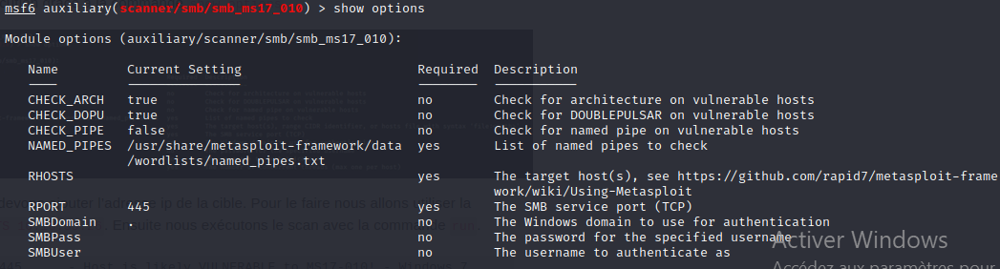 msf6 auxiliary(scanner/smb/smb_ms17_010) > show options
Module options (auxiliary/scanner/smb/smb_ms17_010):
Name Current Setting Required Description
CHECK_ARCH true no Check for architecture on vulnerable hosts
CHECK_DOPU true no Check for DOUBLEPULSAR on vulnerable hosts
CHECK_PIPE false no Check for named pipe on vulnerable hosts
NAMED_PIPES /usr/share/metasploit-framework/data yes List of named pipes to check
/wordlists/named_pipes.txt
RHOSTS yes The target host(s), see https://github.com/rapid7/metasploit-frame
work/wiki/Using-Metasploit
RPORT 445 yes The SMB service port (TCP)
SMBDomain . no The Windows domain to use for authentication
SMBPass no The password for the specified username
SMBUser no The username to authenticate as
Activer Windows
Accédez aux paramètres pour